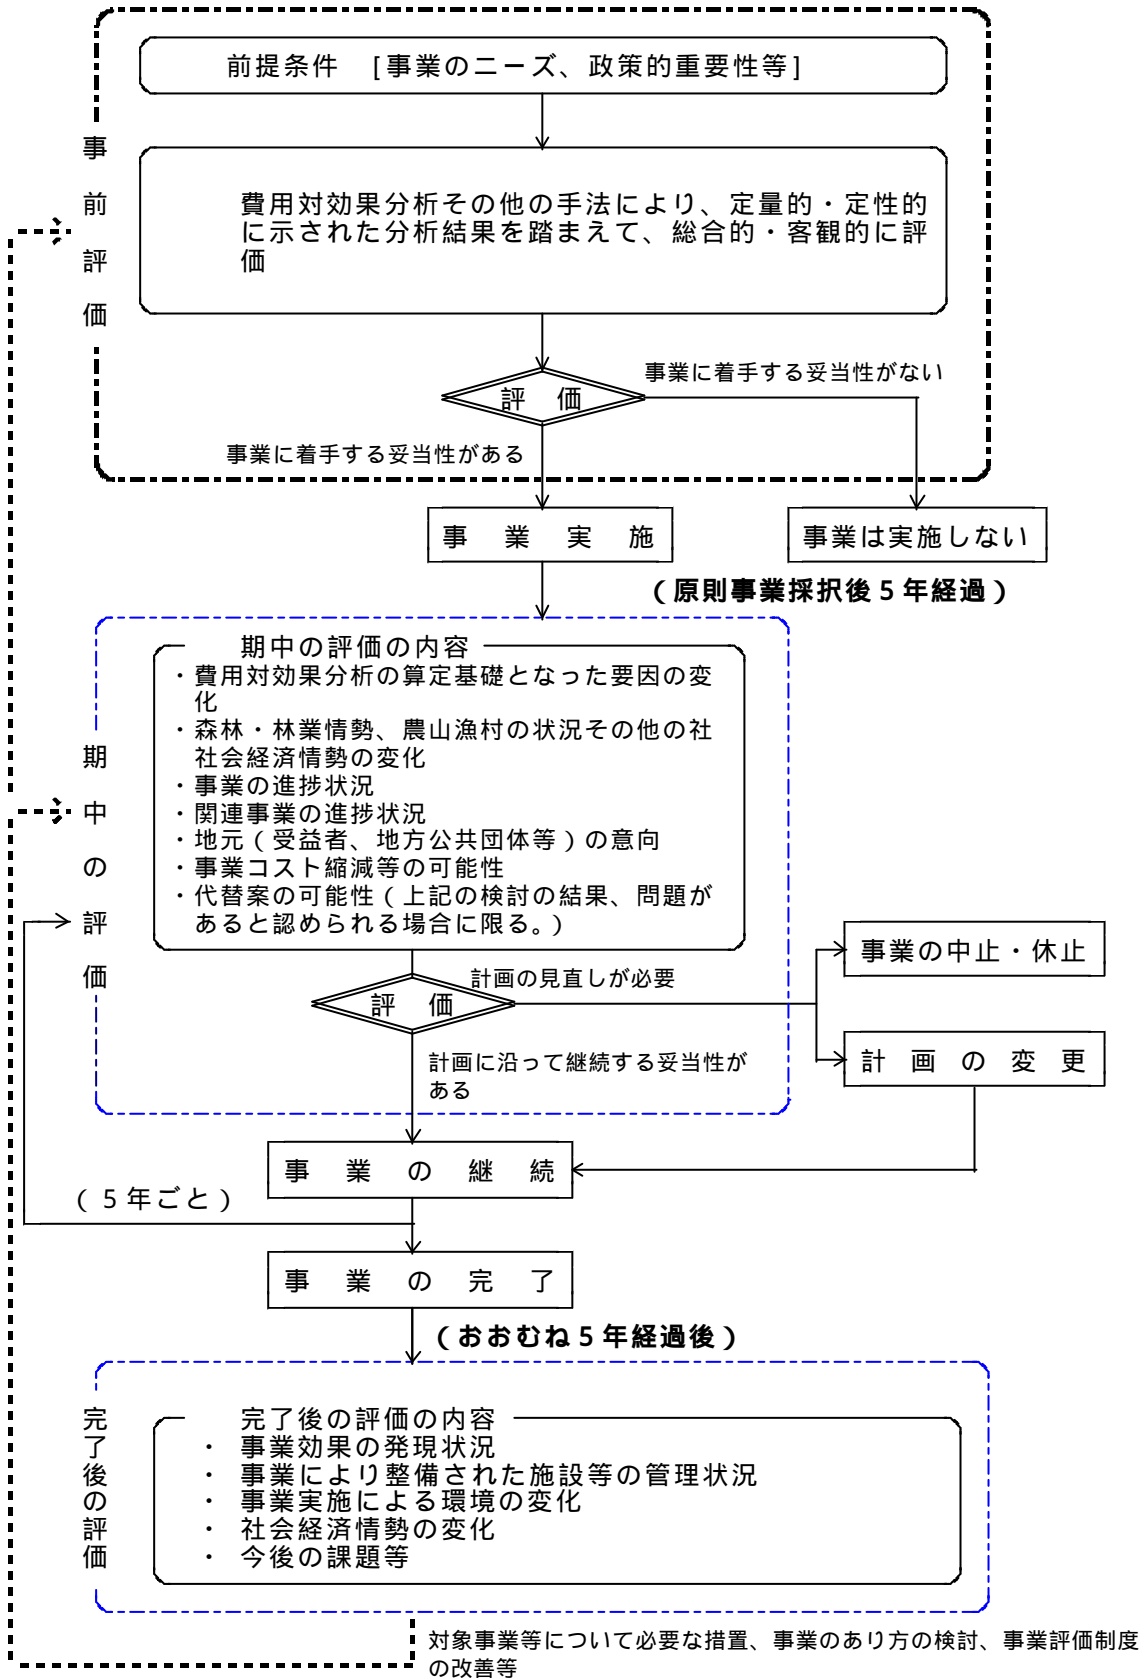 前提条件　[事業のニーズ、政策的重要性等]
事前評価
費用対効果分析その他の手法により、定量的・定性的
に示された分析結果を踏まえて、総合的・客観的に評
価
事業に着手する妥当性がない
評　価
事業に着手する妥当性がある
事　業　実　施
事業は実施しない
（原則事業採択後５年経過）
期中の評価
期中の評価の内容
・費用対効果分析の算定基礎となった要因の変
化
・森林・林業情勢、農山漁村の状況その他の社
社会経済情勢の変化
・事業の進捗状況
・関連事業の進捗状況
・地元（受益者、地方公共団体等）の意向
・事業コスト縮減等の可能性
・代替案の可能性（上記の検討の結果、問題が
あると認められる場合に限る。）
計画の見直しが必要
評　価
事業の中止・休止
計　画　の　変　更
計画に沿って継続する妥当性が
ある
事　業　の　継　続
（５年ごと）
事　業　の　完　了
（おおむね５年経過後）
完了後の評価
完了後の評価の内容
・　事業効果の発現状況
・　事業により整備された施設等の管理状況
・　事業実施による環境の変化
・　社会経済情勢の変化
・　今後の課題等
対象事業等について必要な措置、事業のあり方の検討、事業評価制度
の改善等